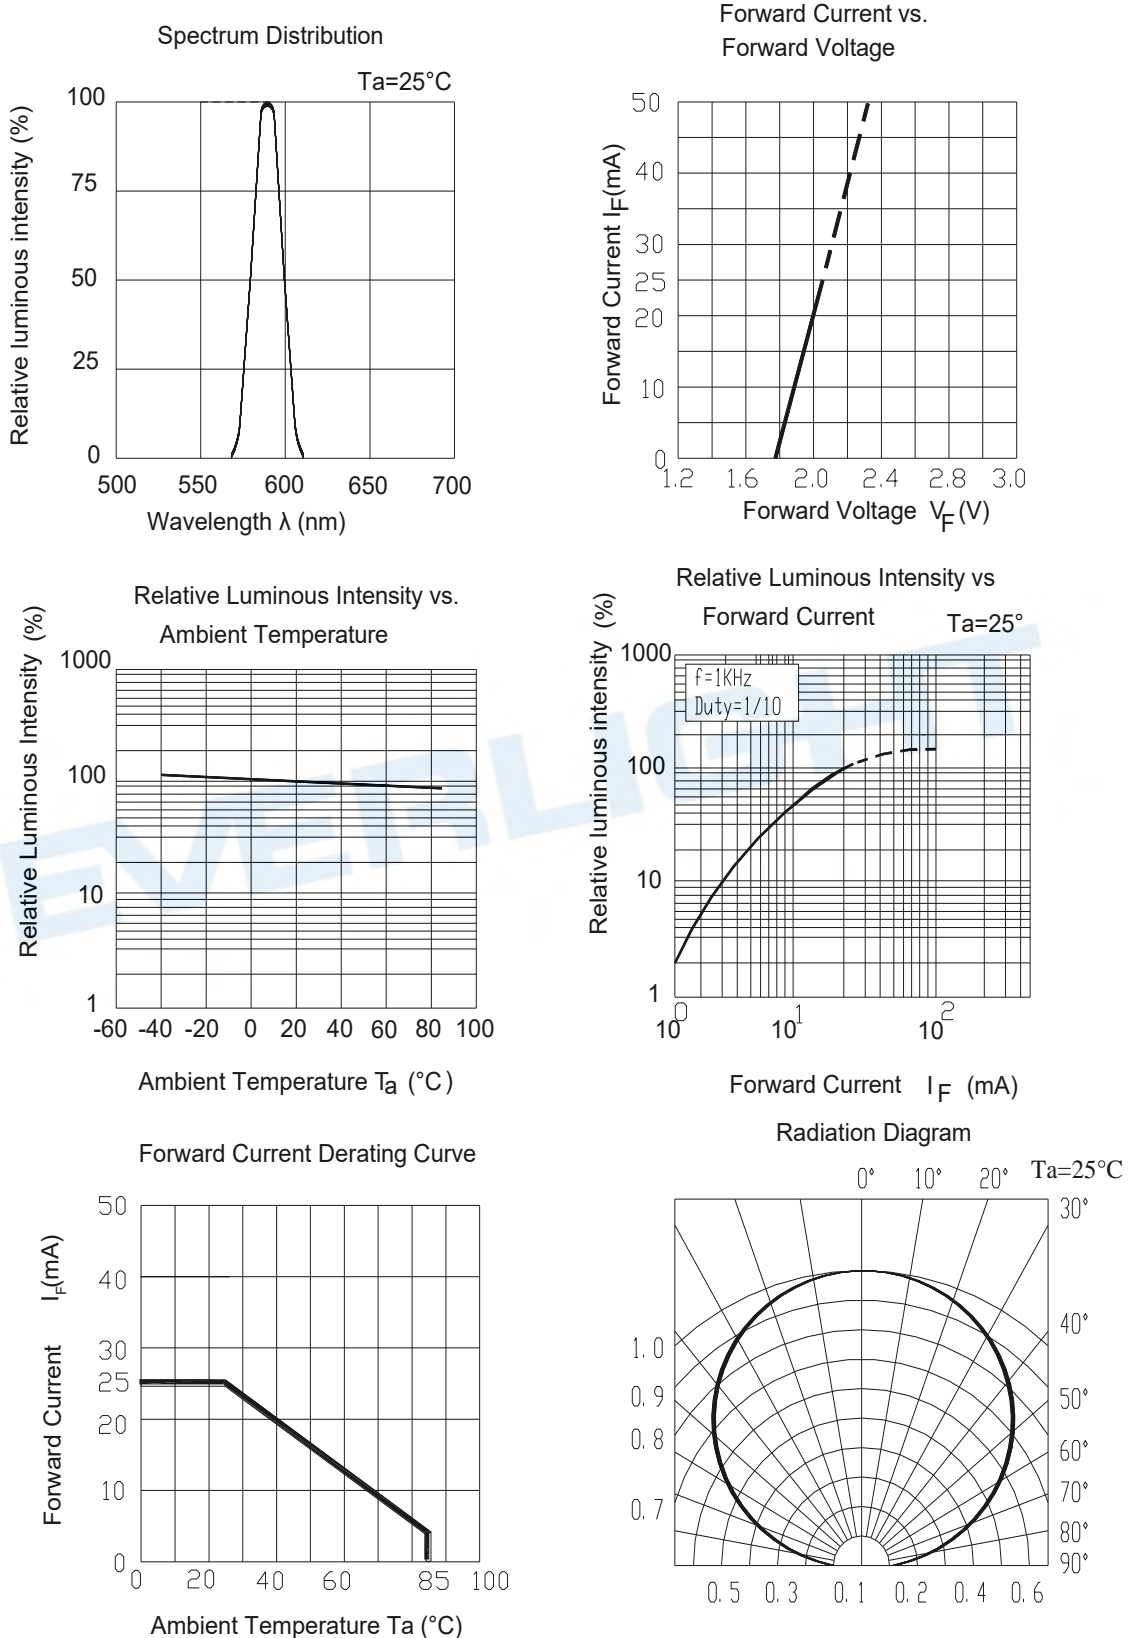 Spectrum Distribution
Ta=25°C
Relative luminous intensity (%)
100
75
50
25
0
500 550 600 650 700
Wavelength λ (nm)
Forward Current vs.
Forward Voltage
Forward Current IF(mA)
50
40
30
25
20
10
0
1.2 1.6 2.0 2.4 2.8 3.0
Forward Voltage VF (V)
Relative Luminous Intensity vs.
Ambient Temperature
Relative Luminous Intensity (%)
1000
100
10
1
-60 -40 -20 0 20 40 60 80 100
Ambient Temperature Ta (°C)
Relative Luminous Intensity vs
Forward Current
Ta=25°
Relative luminous intensity (%)
1000
f=1KHz
Duty=1/10
100
10
1
10⁰ 10¹ 10²
Forward Current IF (mA)
EVERLIGHT
Forward Current Derating Curve
Forward Current IF(mA)
50
40
30
25
20
10
0
0 20 40 60 85 100
Ambient Temperature Ta (°C)
Radiation Diagram
Ta=25°C
0° 10° 20°
30°
40°
50°
60°
70°
80°
90°
1.0
0.9
0.8
0.7
0.5 0.3 0.1 0.2 0.4 0.6